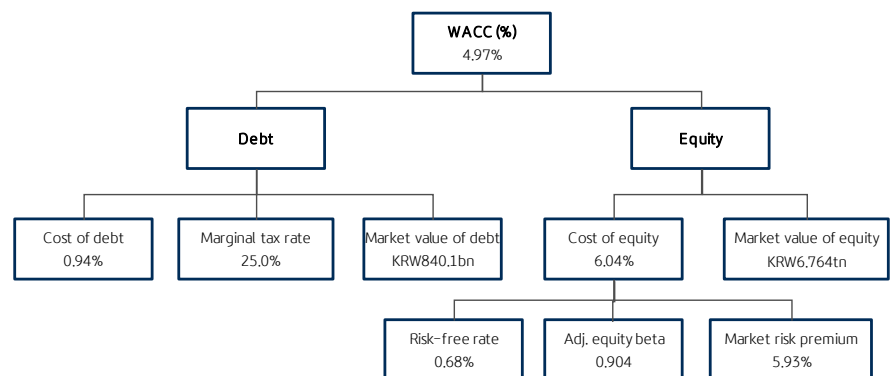 WACC (%)
4.97%
Debt
Equity
Cost of debt
0.94%
Marginal tax rate
25.0%
Market value of debt
KRW840.1bn
Cost of equity
6.04%
Market value of equity
KRW6.764tn
Risk-free rate
0.68%
Adj. equity beta
0.904
Market risk premium
5.93%